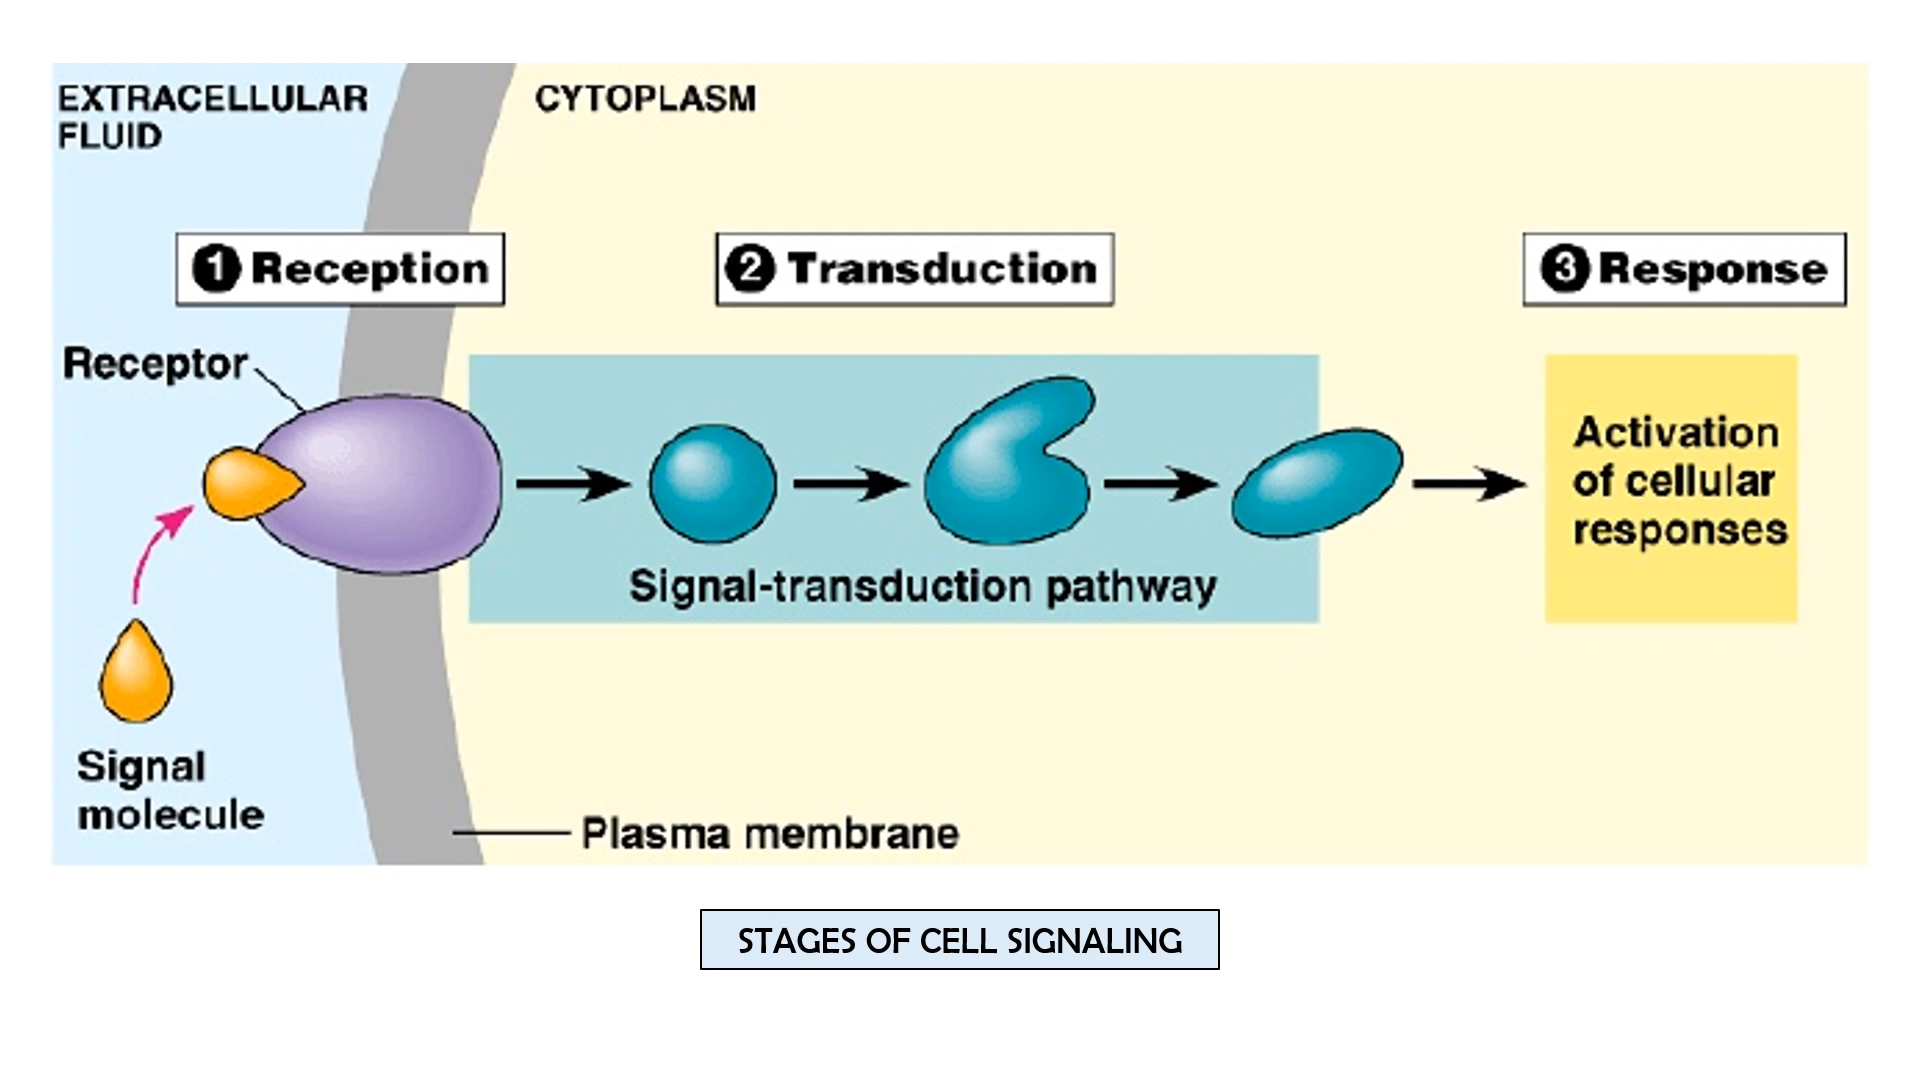 EXTRACELLULAR
FLUID
CYTOPLASM
1 Reception
2 Transduction
3 Response
Receptor
Activation
of cellular
responses
Signal-transduction pathway
Signal
molecule
Plasma membrane
STAGES OF CELL SIGNALING